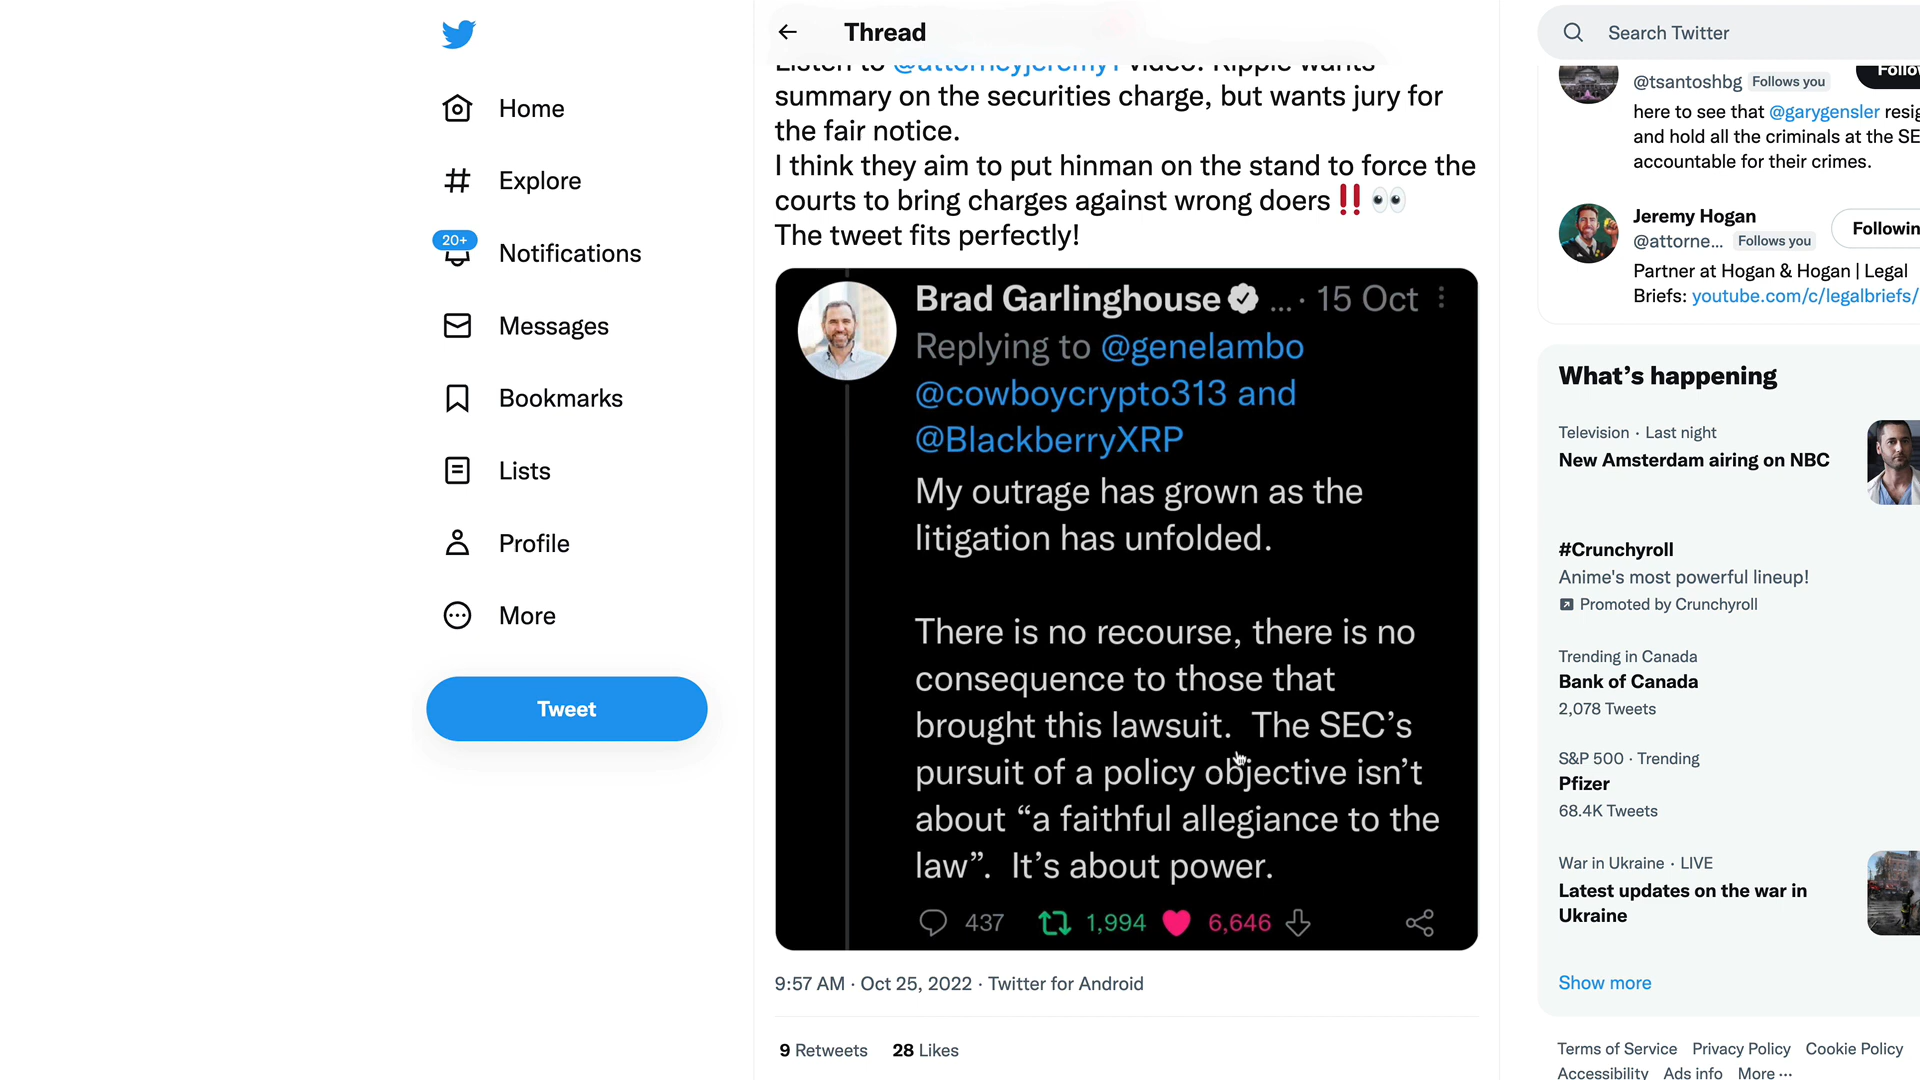 Thread
Search Twitter
Home
Explore
20+
Notifications
Messages
Bookmarks
Lists
Profile
More
Tweet
Listen to @attorneyjeremy1 video. Ripple wants
summary on the securities charge, but wants jury for
the fair notice.
I think they aim to put hinman on the stand to force the
courts to bring charges against wrong doers‼️ 👀
The tweet fits perfectly!
Brad Garlinghouse ... · 15 Oct
Replying to @genelambo
@cowboycrypto313 and
@BlackberryXRP
My outrage has grown as the
litigation has unfolded.
There is no recourse, there is no
consequence to those that
brought this lawsuit. The SEC’s
pursuit of a policy objective isn’t
about “a faithful allegiance to the
law”. It’s about power.
437 1,994 6,646
9:57 AM · Oct 25, 2022 · Twitter for Android
9 Retweets 28 Likes
@tsantoshbg Follows you Follo
here to see that @garygensler resig
and hold all the criminals at the SE
accountable for their crimes.
Jeremy Hogan
@attorne... Follows you Followin
Partner at Hogan & Hogan | Legal
Briefs: youtube.com/c/legalbriefs/
What’s happening
Television · Last night
New Amsterdam airing on NBC
#Crunchyroll
Anime's most powerful lineup!
Promoted by Crunchyroll
Trending in Canada
Bank of Canada
2,078 Tweets
S&P 500 · Trending
Pfizer
68.4K Tweets
War in Ukraine · LIVE
Latest updates on the war in
Ukraine
Show more
Terms of Service Privacy Policy Cookie Policy
Accessibility Ads info More ...